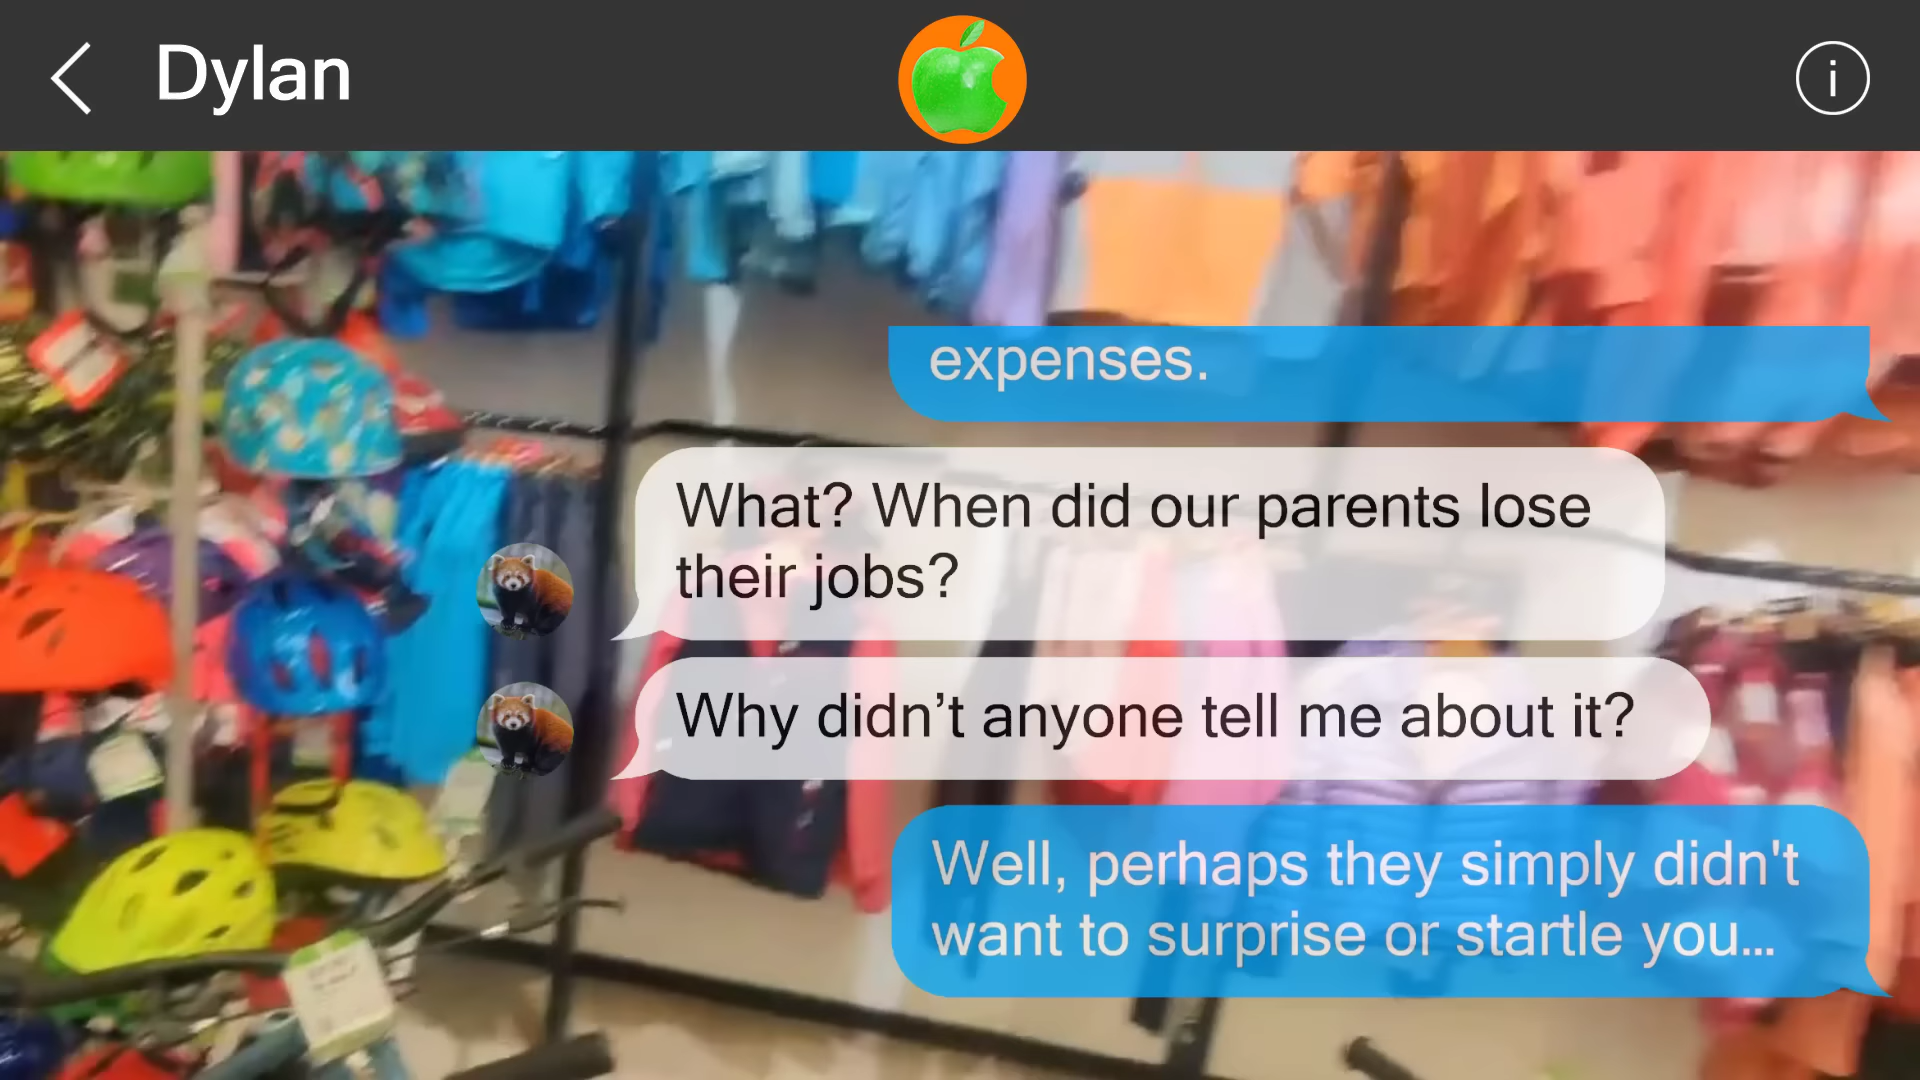 Dylan
expenses.
What? When did our parents lose
their jobs?
Why didn’t anyone tell me about it?
Well, perhaps they simply didn't
want to surprise or startle you...